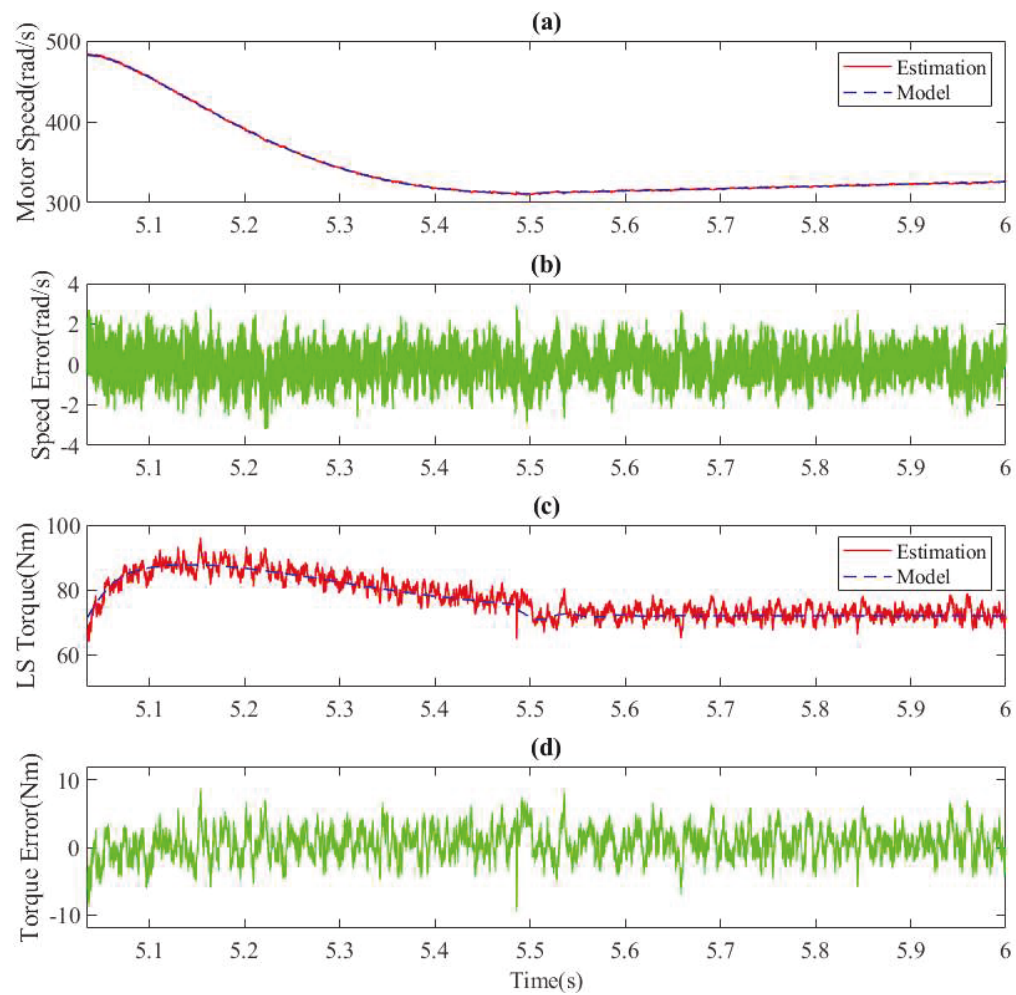 (a)
Motor Speed(rad/s)
500
400
300
Estimation
Model
5.1 5.2 5.3 5.4 5.5 5.6 5.7 5.8 5.9 6
(b)
Speed Error(rad/s)
4
2
0
-2
-4
5.1 5.2 5.3 5.4 5.5 5.6 5.7 5.8 5.9 6
(c)
LS Torque(Nm)
100
80
60
Estimation
Model
5.1 5.2 5.3 5.4 5.5 5.6 5.7 5.8 5.9 6
(d)
Torque Error(Nm)
10
0
-10
5.1 5.2 5.3 5.4 5.5 5.6 5.7 5.8 5.9 6
Time(s)